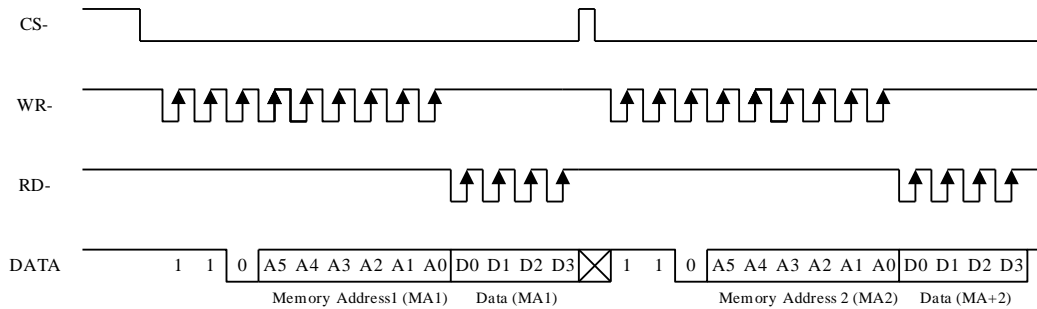 CS-
WR-
RD-
DATA 1 1 0 A5 A4 A3 A2 A1 A0 D0 D1 D2 D3 1 1 0 A5 A4 A3 A2 A1 A0 D0 D1 D2 D3
Memory Address1 (MA1) Data (MA1) Memory Address 2 (MA2) Data (MA+2)